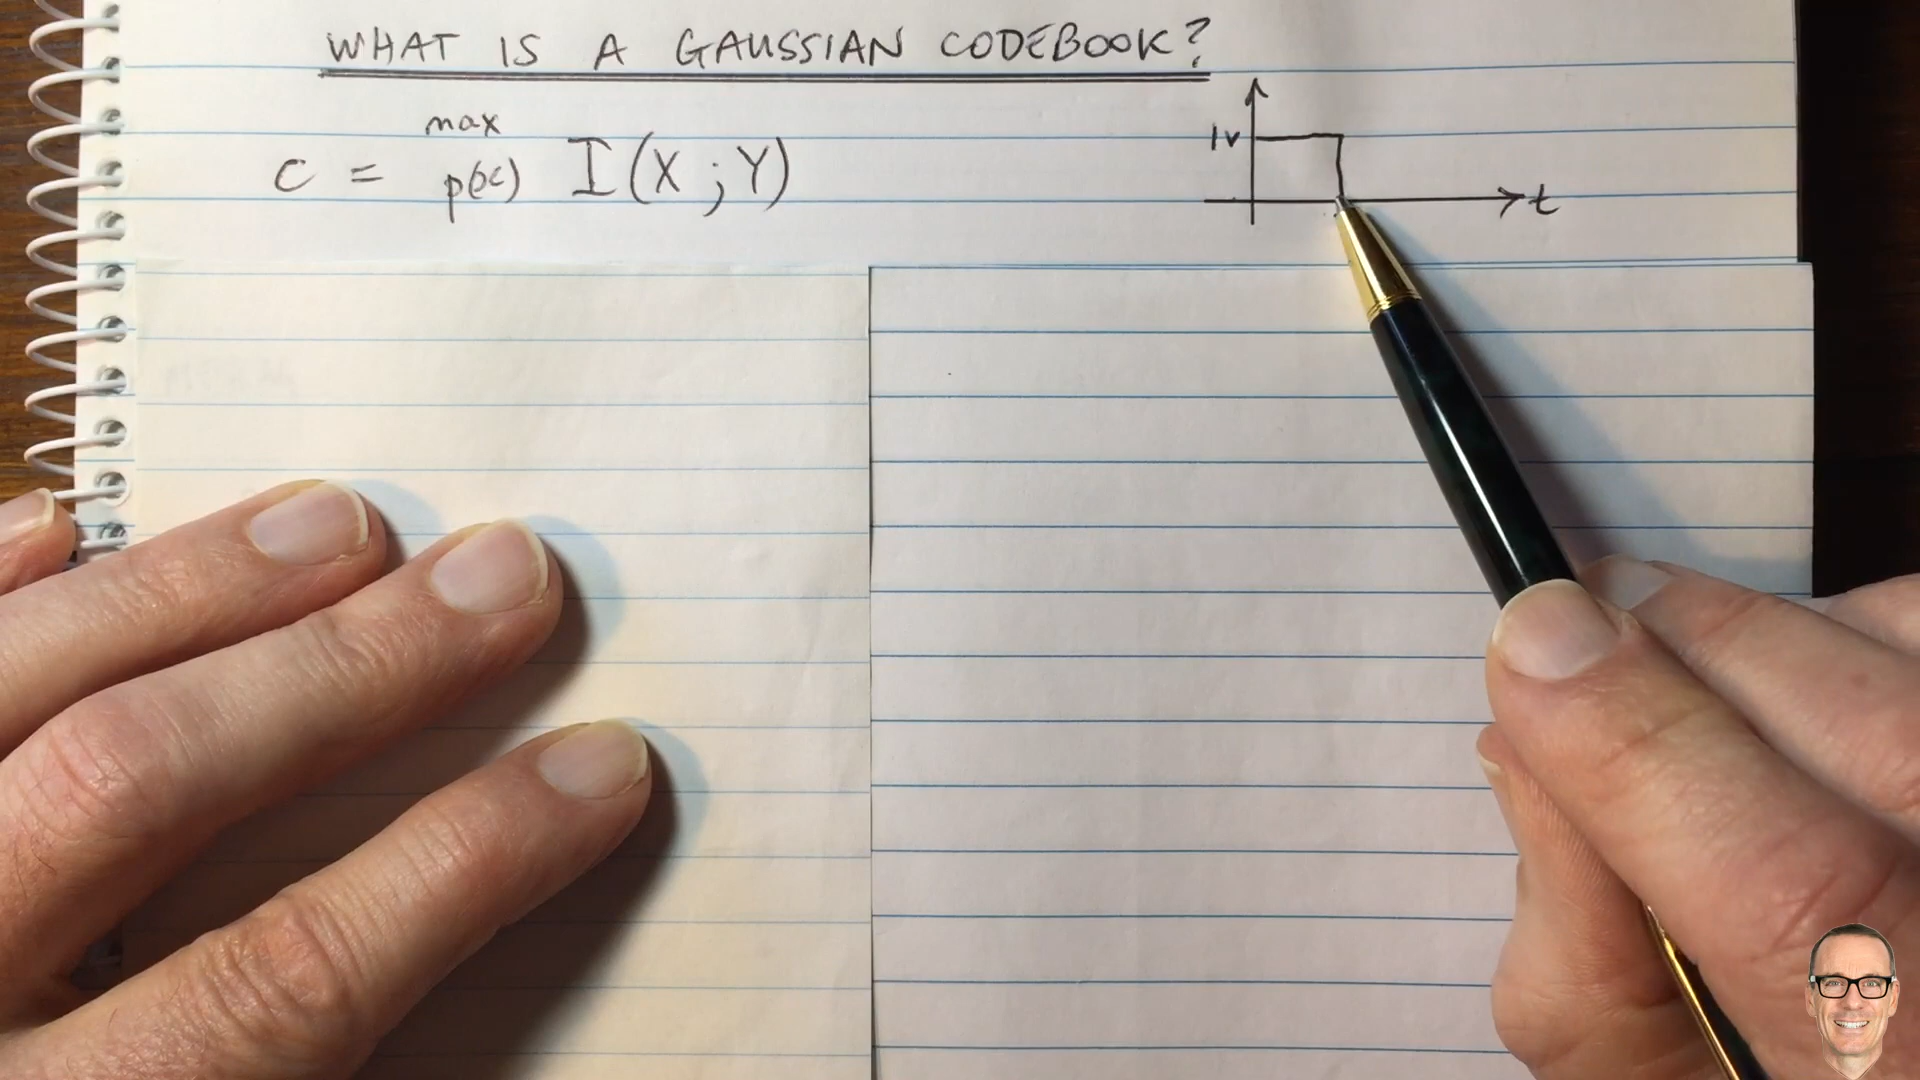 WHAT IS A GAUSSIAN CODEBOOK?
max
C = p(x) I(X;Y)
1v
t